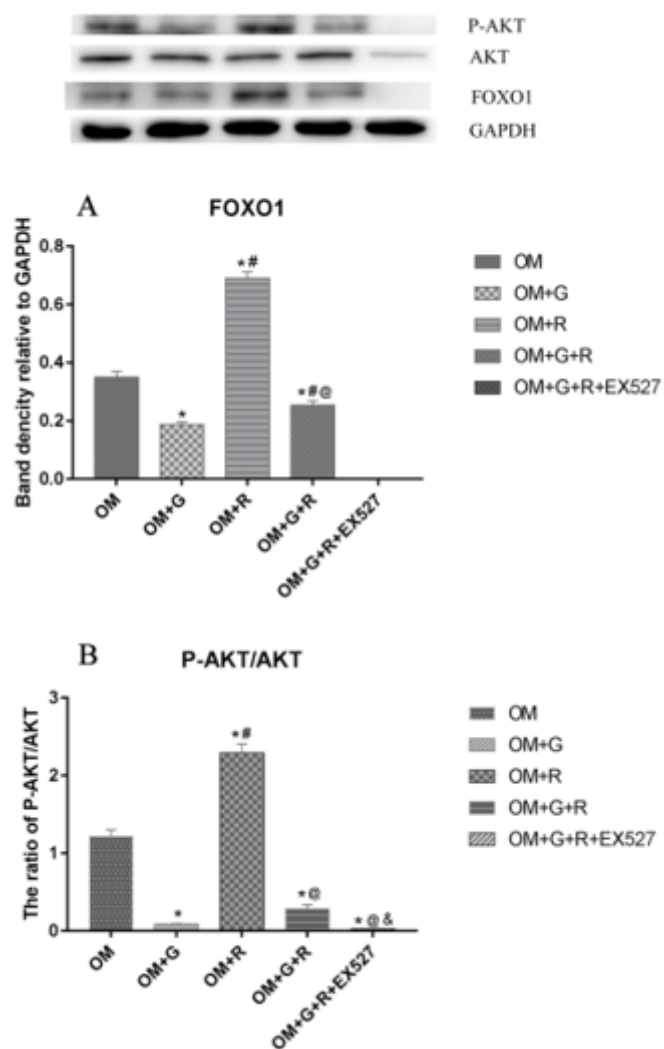 P-AKT
AKT
FOXO1
GAPDH
A
FOXO1
Band dencity relative to GAPDH
0.8
0.6
0.4
0.2
0.0
*
*#
*#@
OM
OM+G
OM+R
OM+G+R
OM+G+R+EX527
OM
OM+G
OM+R
OM+G+R
OM+G+R+EX527
B
P-AKT/AKT
The ratio of P-AKT/AKT
3
2
1
0
*
*#
*@
*@&
OM
OM+G
OM+R
OM+G+R
OM+G+R+EX527
OM
OM+G
OM+R
OM+G+R
OM+G+R+EX527